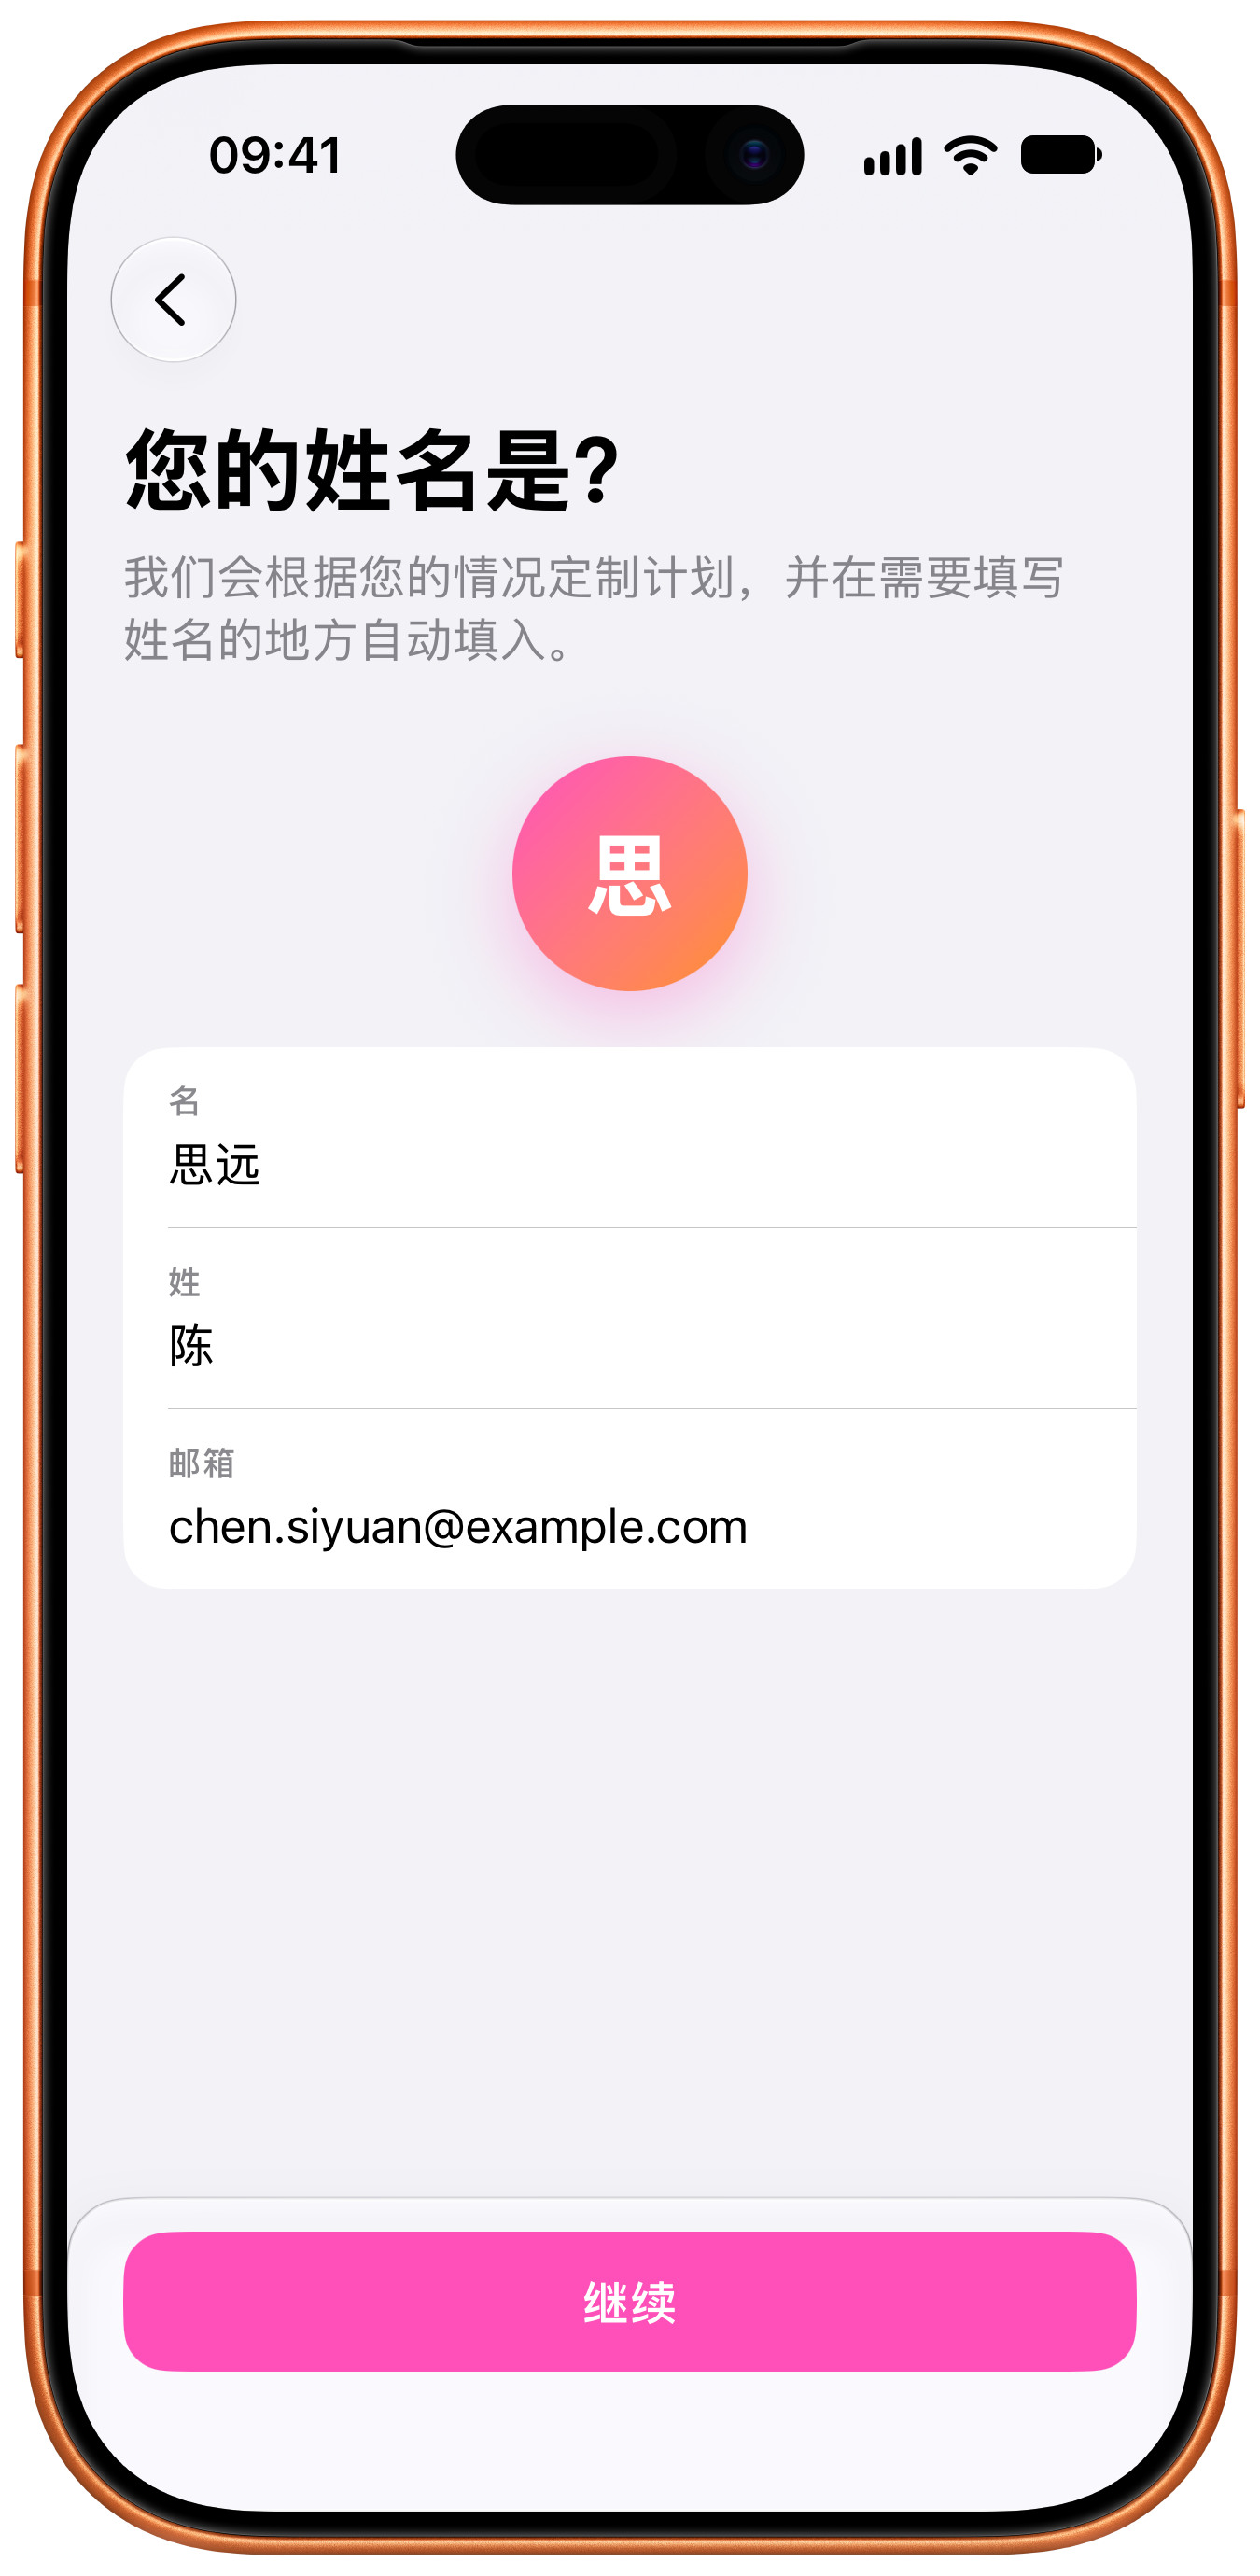 09:41
您的姓名是？
我们会根据您的情况定制计划，并在需要填写
姓名的地方自动填入。
思
名
思远
姓
陈
邮箱
chen.siyuan@example.com
继续